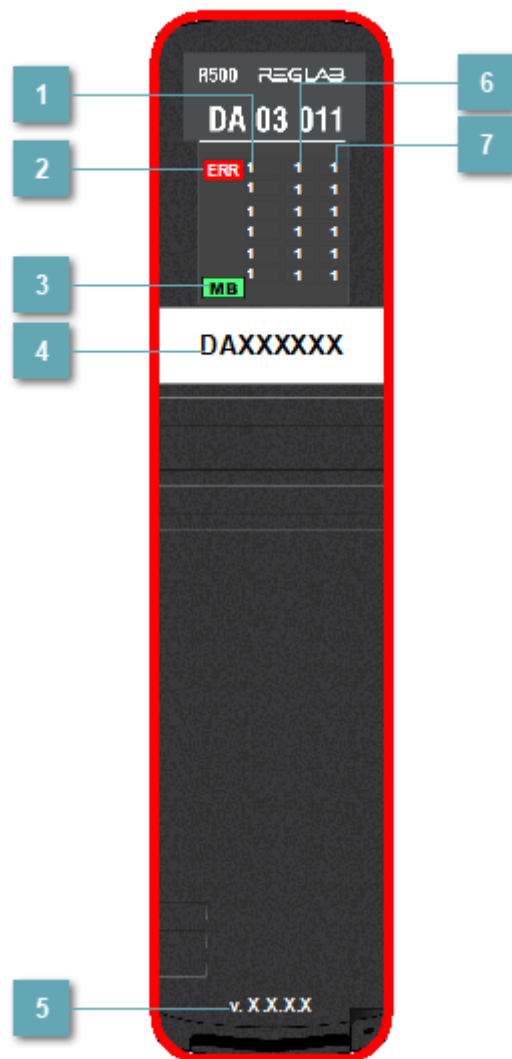 R500 REGLAB
DA 03 011
1
6
7
2
ERR 1 1 1
1 1 1
1 1 1
1 1 1
1 1 1
1 1 1
3
MB
4
DAXXXXXX
5
v. X.X.X.X